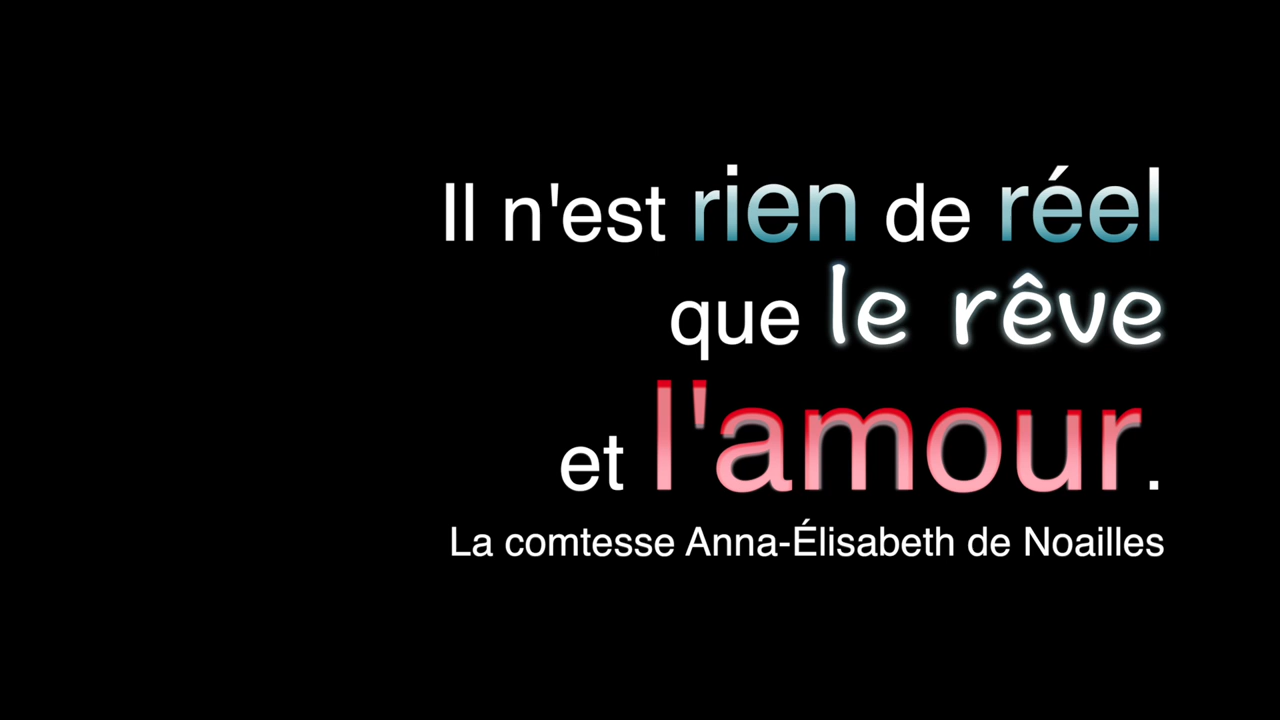 Il n'est rien de réel
que le rêve
et l'amour.
La comtesse Anna-Élisabeth de Noailles